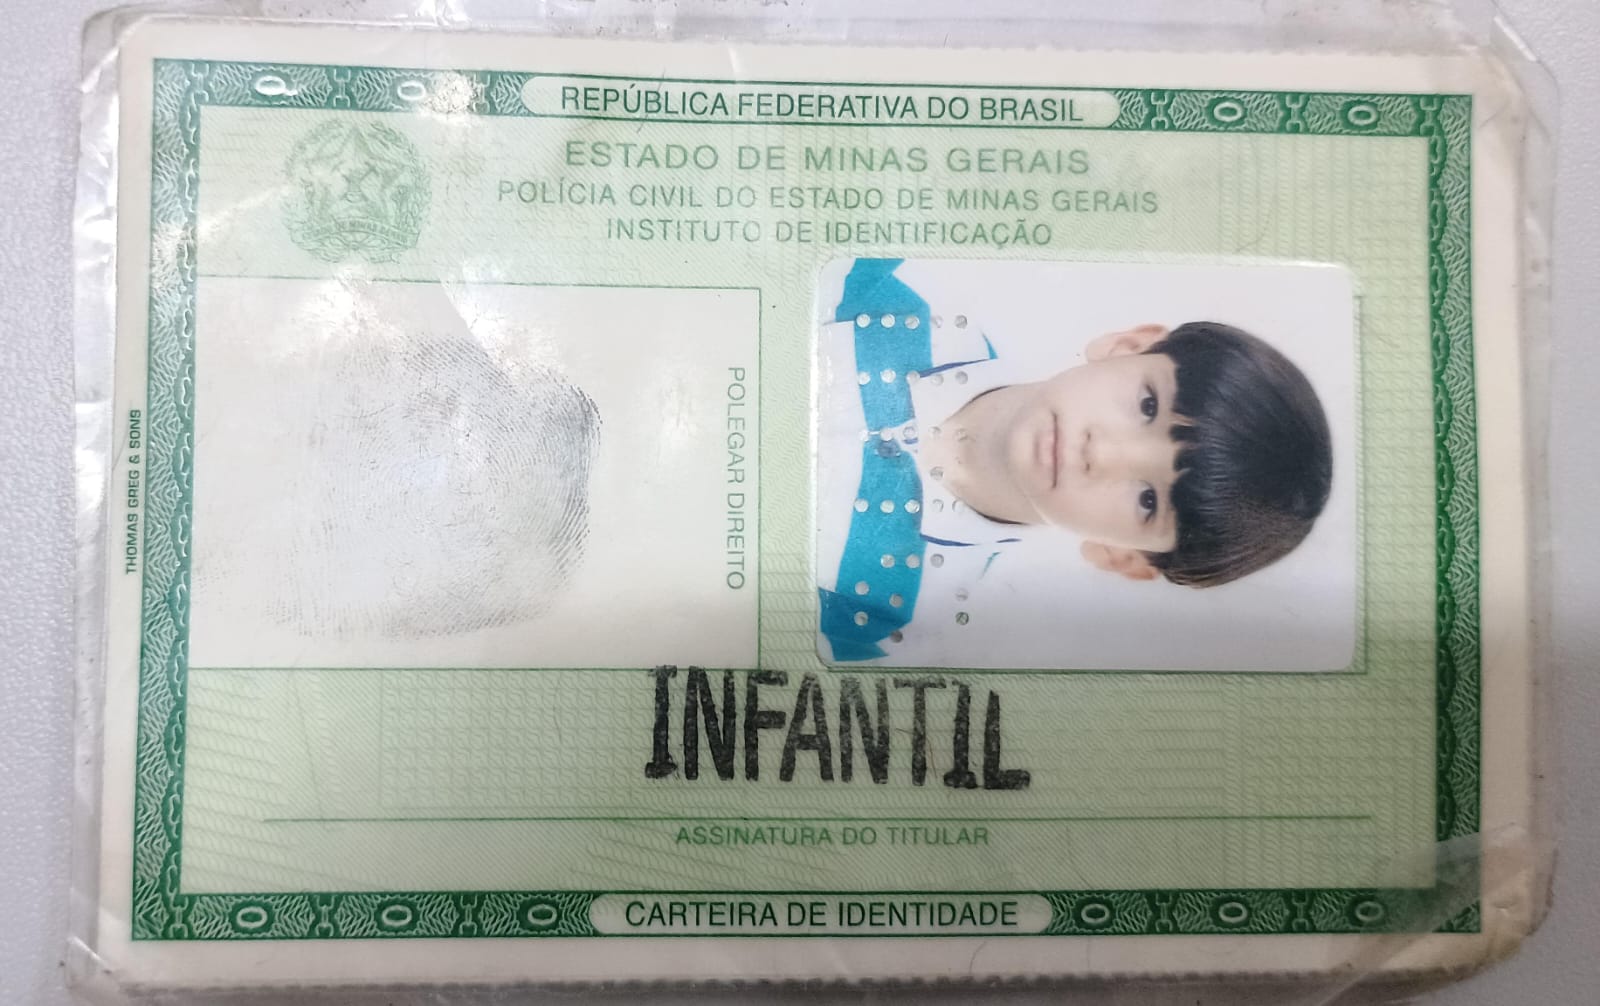 REPÚBLICA FEDERATIVA DO BRASIL
ESTADO DE MINAS GERAIS
POLÍCIA CIVIL DO ESTADO DE MINAS GERAIS
INSTITUTO DE IDENTIFICAÇÃO
THOMAS GREG & SONS
POLEGAR DIREITO
INFANTIL
ASSINATURA DO TITULAR
CARTEIRA DE IDENTIDADE